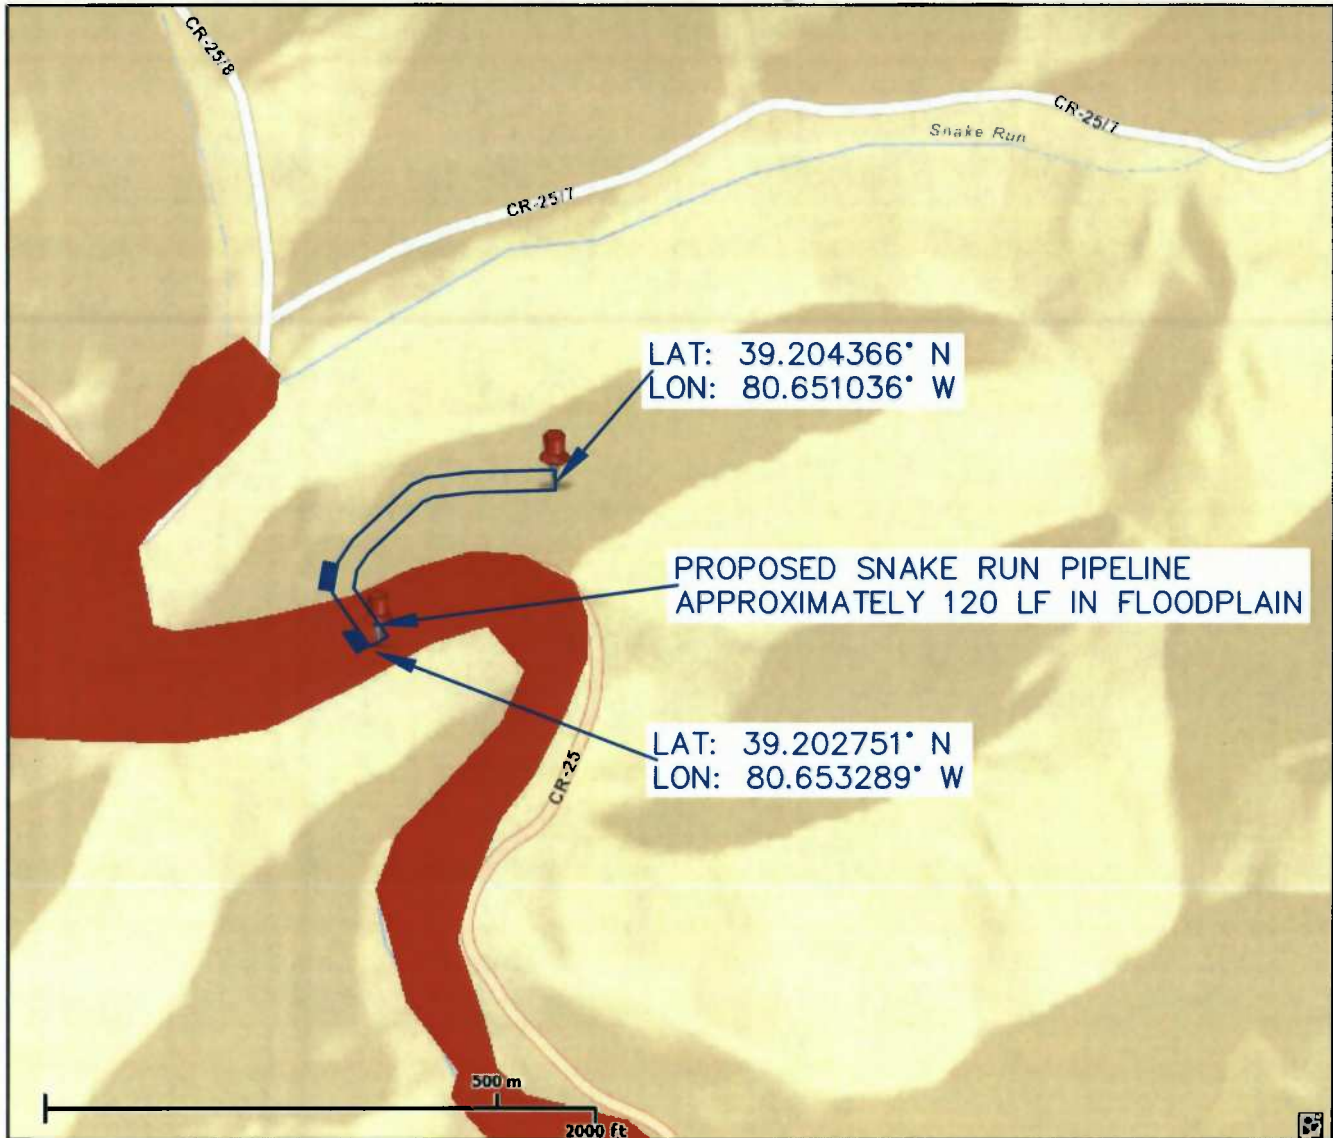 CR-25/8
CR-25/7
Snake Run
CR-25/7
LAT: 39.204366° N
LON: 80.651036° W
PROPOSED SNAKE RUN PIPELINE
APPROXIMATELY 120 LF IN FLOODPLAIN
LAT: 39.202751° N
LON: 80.653289° W
CR-25
500 m
2000 ft